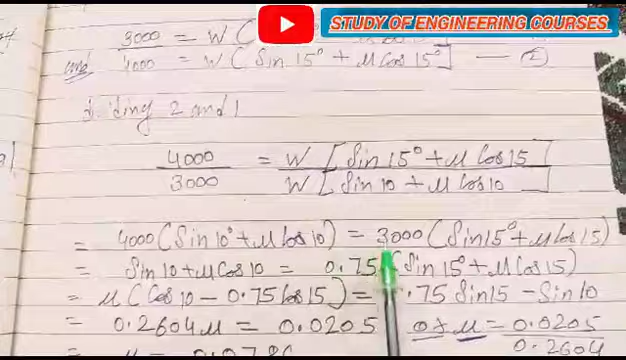 STUDY OF ENGINEERING COURSES
3000 = W (
and 4000 = W ( Sin 15° + μ Cos 15° ] — (2)
iding 2 and 1
4000 = W [ Sin 15° + μ Cos 15 ]
3000 W [ Sin 10 + μ Cos 10 ]
= 4000 ( Sin 10° + μ Cos 10 ) = 3000 ( Sin 15° + μ Cos 15 )
= Sin 10 + μ Cos 10 = 0.75 ( Sin 15° + μ Cos 15 )
= μ ( Cos 10 - 0.75 Cos 15 ) = .75 Sin 15 - Sin 10
= 0.2604 μ = 0.0205 or μ = 0.0205
0.2604